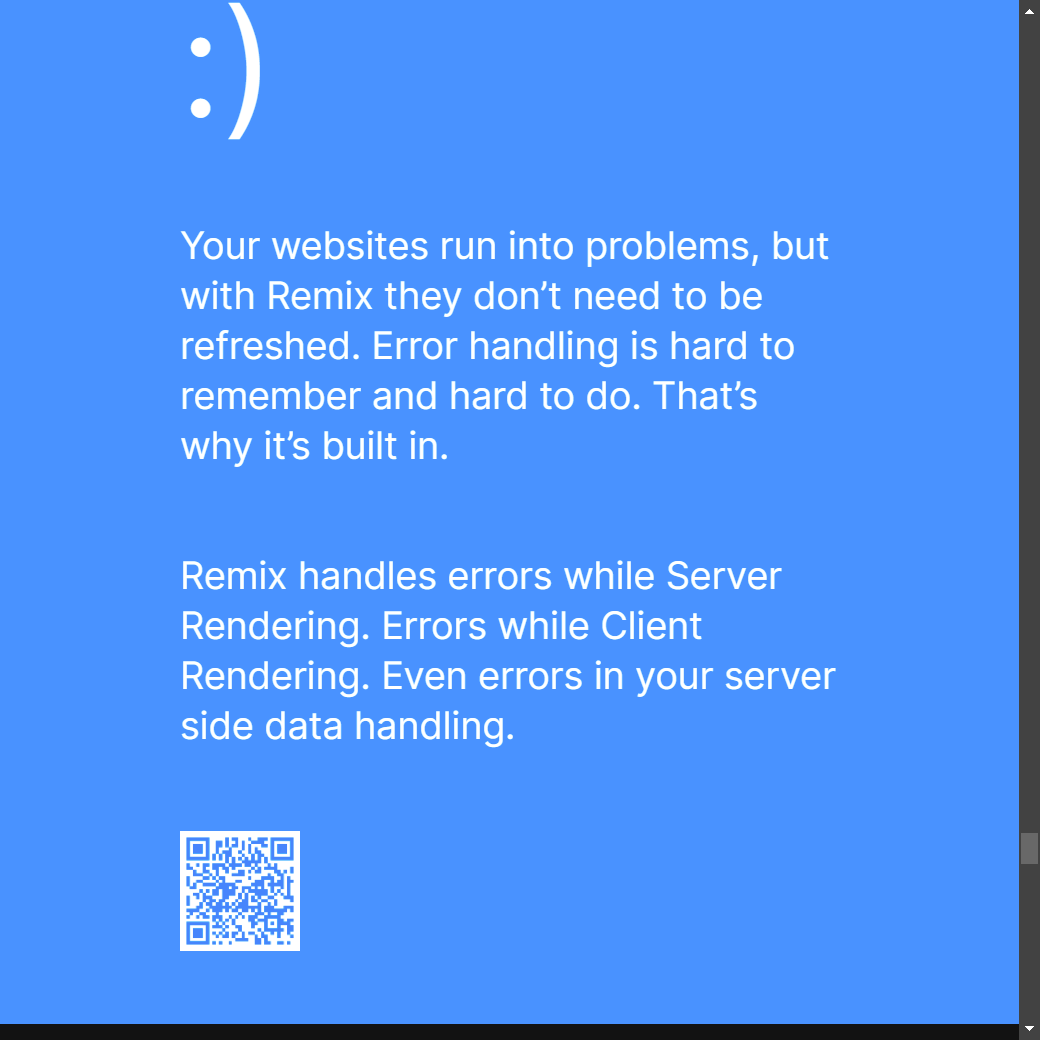 :)
Your websites run into problems, but
with Remix they don’t need to be
refreshed. Error handling is hard to
remember and hard to do. That’s
why it’s built in.
Remix handles errors while Server
Rendering. Errors while Client
Rendering. Even errors in your server
side data handling.